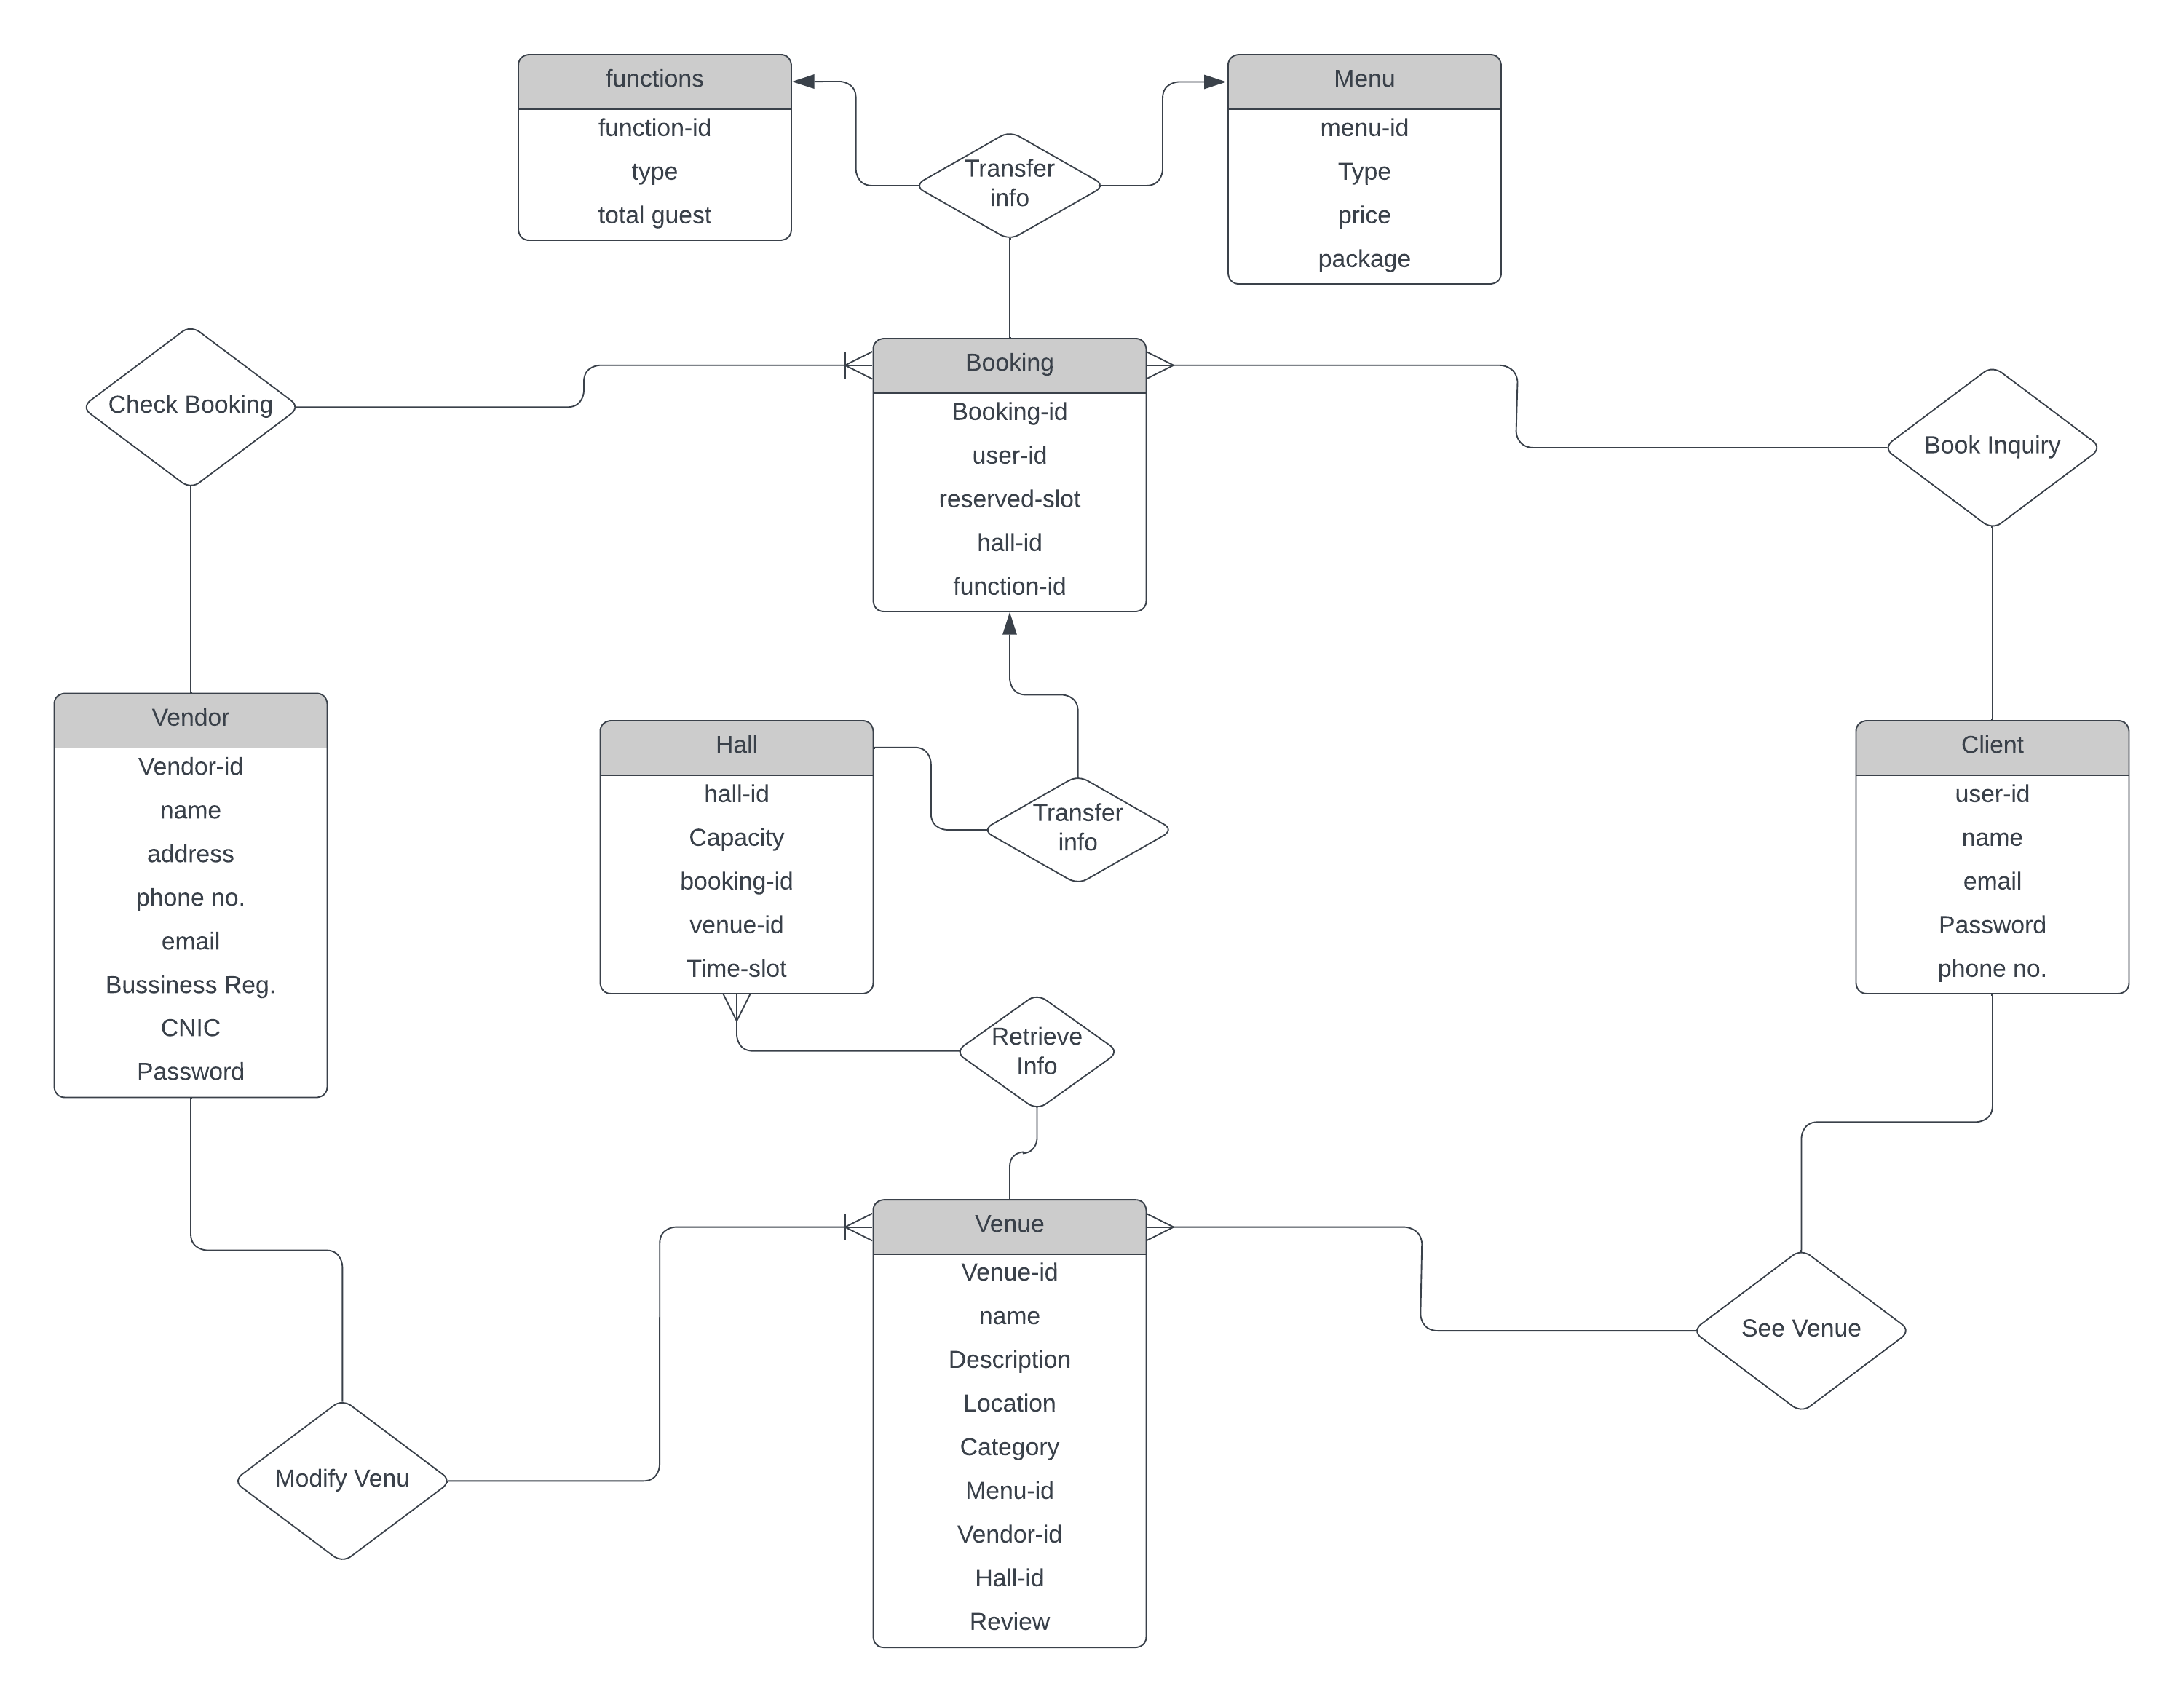 functions
function-id
type
total guest
Transfer
info
Menu
menu-id
Type
price
package
Check Booking
Booking
Booking-id
user-id
reserved-slot
hall-id
function-id
Book Inquiry
Vendor
Vendor-id
name
address
phone no.
email
Bussiness Reg.
CNIC
Password
Hall
hall-id
Capacity
booking-id
venue-id
Time-slot
Transfer
info
Client
user-id
name
email
Password
phone no.
Retrieve
Info
Venue
Venue-id
name
Description
Location
Category
Menu-id
Vendor-id
Hall-id
Review
See Venue
Modify Venu